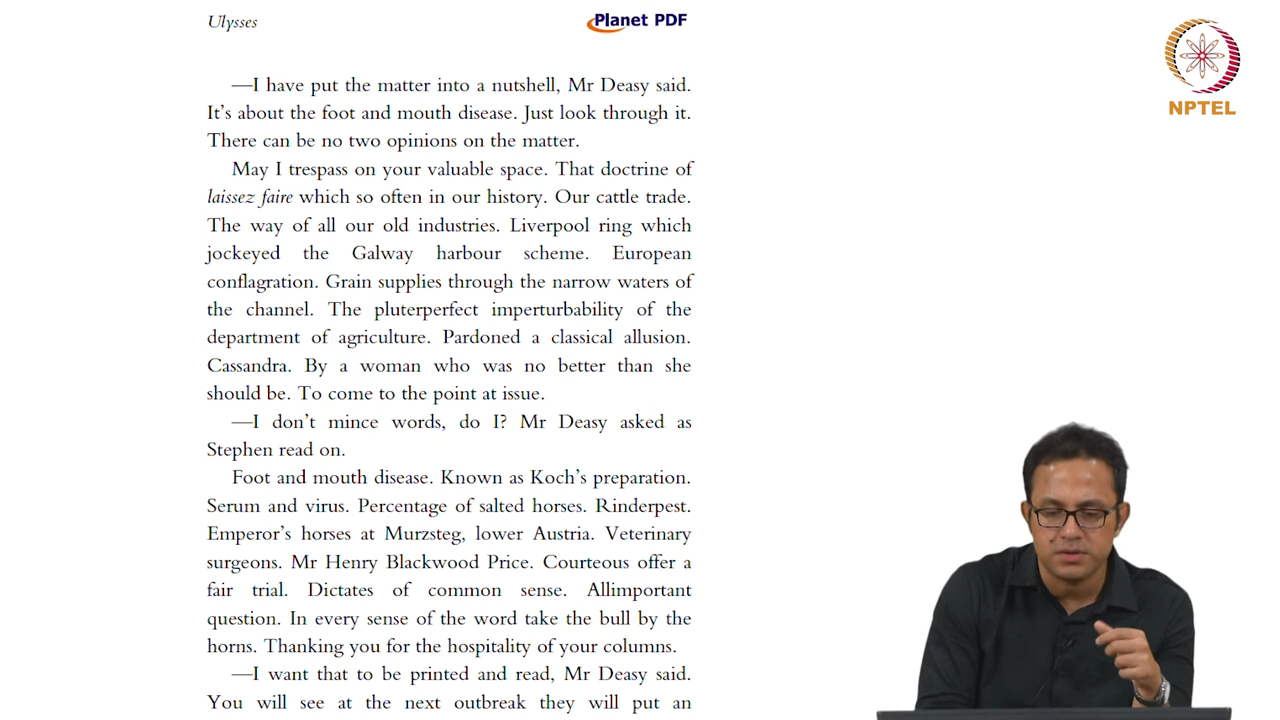 Ulysses
Planet PDF
NPTEL
—I have put the matter into a nutshell, Mr Deasy said.
It’s about the foot and mouth disease. Just look through it.
There can be no two opinions on the matter.
May I trespass on your valuable space. That doctrine of
laissez faire which so often in our history. Our cattle trade.
The way of all our old industries. Liverpool ring which
jockeyed the Galway harbour scheme. European
conflagration. Grain supplies through the narrow waters of
the channel. The pluterperfect imperturbability of the
department of agriculture. Pardoned a classical allusion.
Cassandra. By a woman who was no better than she
should be. To come to the point at issue.
—I don’t mince words, do I? Mr Deasy asked as
Stephen read on.
Foot and mouth disease. Known as Koch’s preparation.
Serum and virus. Percentage of salted horses. Rinderpest.
Emperor’s horses at Murzsteg, lower Austria. Veterinary
surgeons. Mr Henry Blackwood Price. Courteous offer a
fair trial. Dictates of common sense. Allimportant
question. In every sense of the word take the bull by the
horns. Thanking you for the hospitality of your columns.
—I want that to be printed and read, Mr Deasy said.
You will see at the next outbreak they will put an